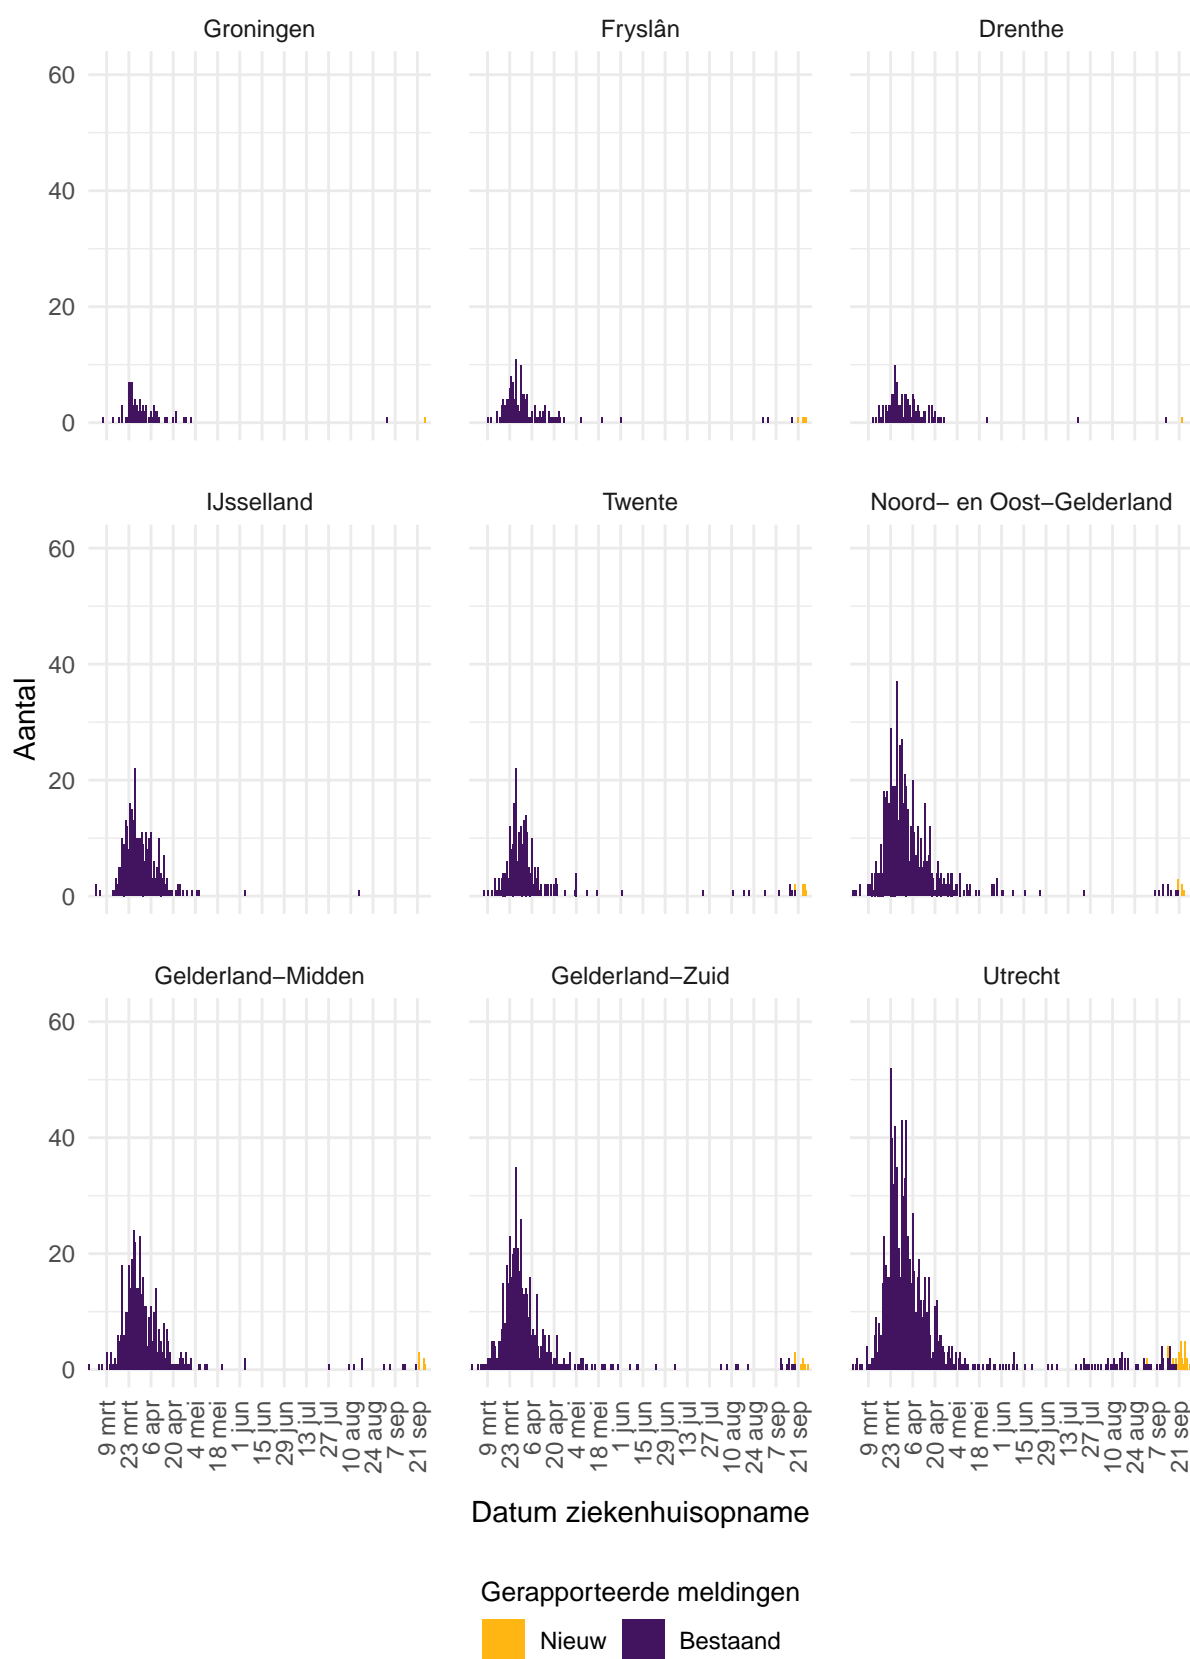 Groningen Fryslân Drenthe
60
40
20
0
IJsselland Twente Noord− en Oost−Gelderland
60
40
20
0
Aantal
Gelderland−Midden Gelderland−Zuid Utrecht
60
40
20
0
9 mrt 23 mrt 6 apr 20 apr 4 mei 18 mei 1 jun 15 jun 29 jun 13 jul 27 jul 10 aug 24 aug 7 sep 21 sep
9 mrt 23 mrt 6 apr 20 apr 4 mei 18 mei 1 jun 15 jun 29 jun 13 jul 27 jul 10 aug 24 aug 7 sep 21 sep
9 mrt 23 mrt 6 apr 20 apr 4 mei 18 mei 1 jun 15 jun 29 jun 13 jul 27 jul 10 aug 24 aug 7 sep 21 sep
Datum ziekenhuisopname
Gerapporteerde meldingen
Nieuw Bestaand